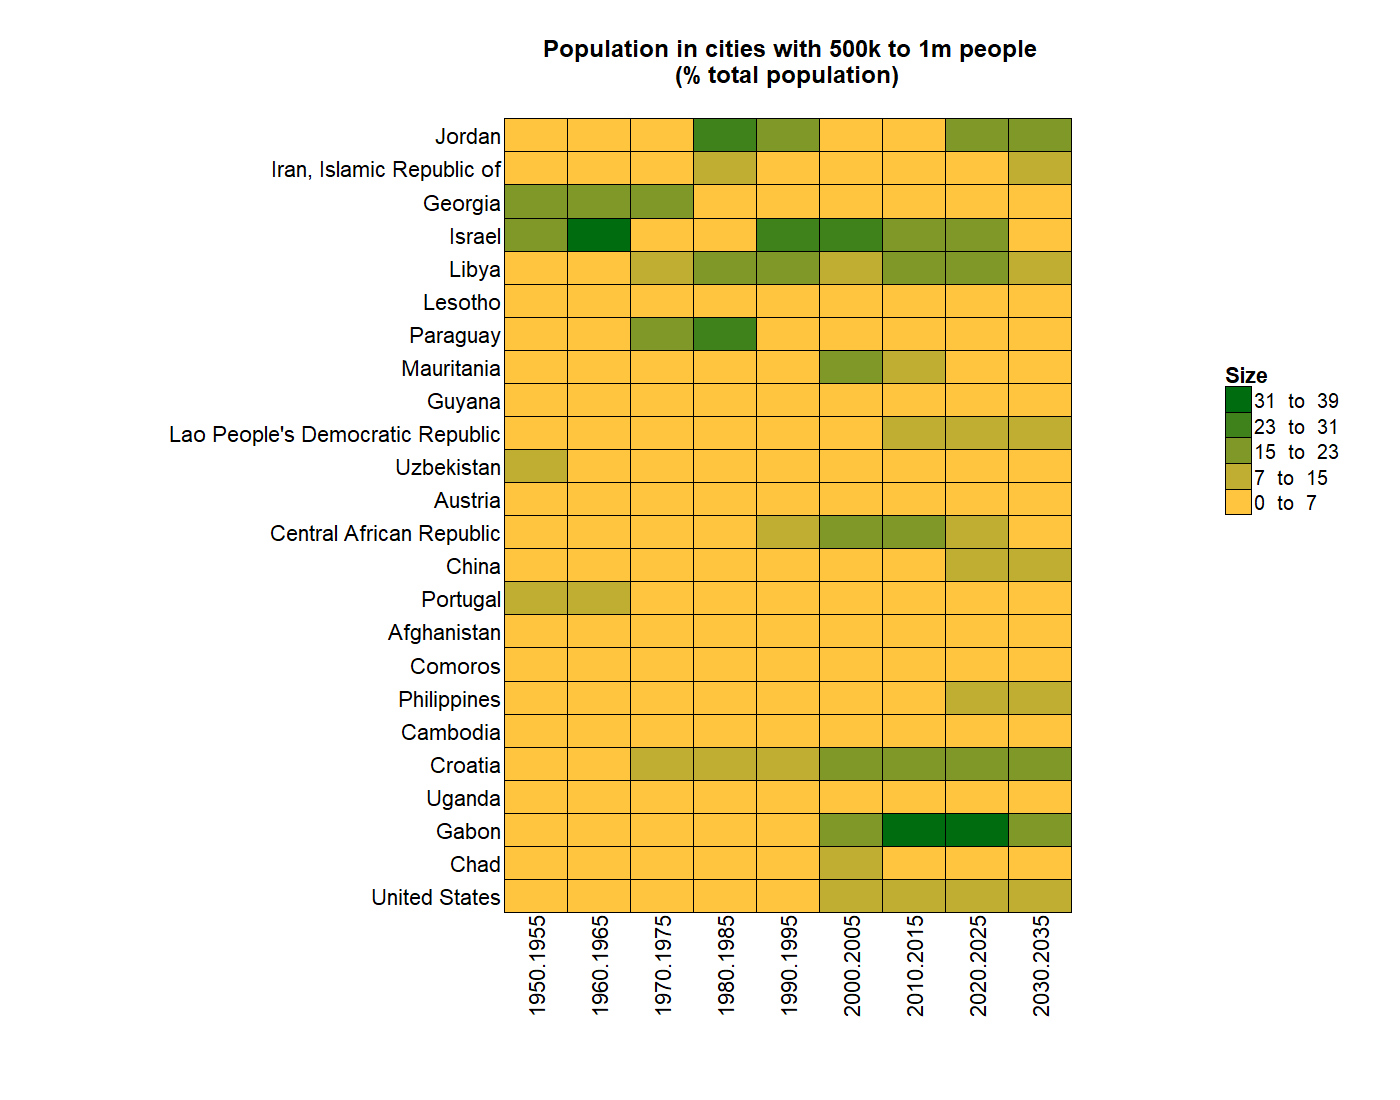 Population in cities with 500k to 1m people
(% total population)
Jordan
Iran, Islamic Republic of
Georgia
Israel
Libya
Lesotho
Paraguay
Mauritania
Guyana
Lao People's Democratic Republic
Uzbekistan
Austria
Central African Republic
China
Portugal
Afghanistan
Comoros
Philippines
Cambodia
Croatia
Uganda
Gabon
Chad
United States
1950.1955
1960.1965
1970.1975
1980.1985
1990.1995
2000.2005
2010.2015
2020.2025
2030.2035
Size
31 to 39
23 to 31
15 to 23
7 to 15
0 to 7